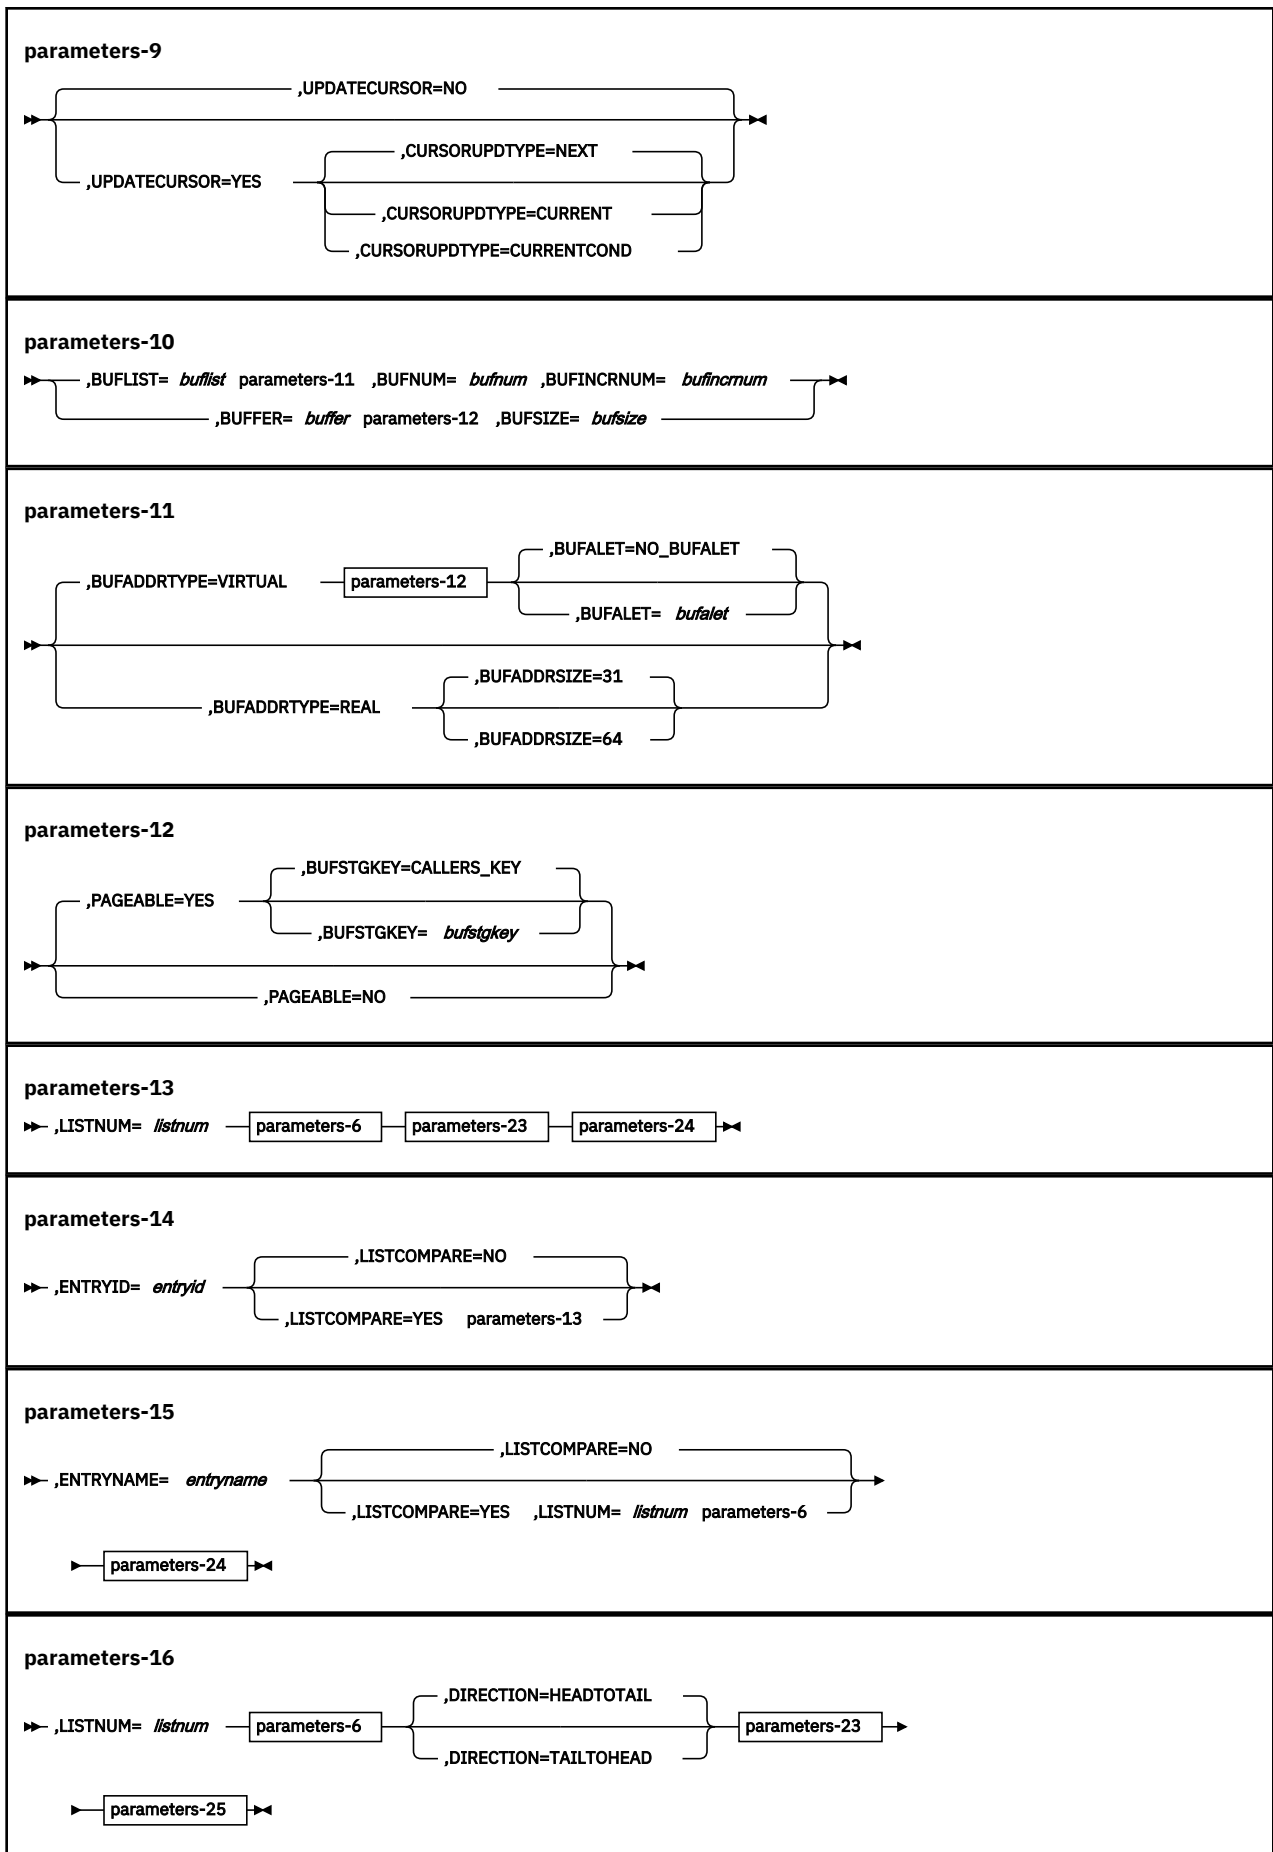 parameters-9
,UPDATECURSOR=NO
,CURSORUPDTYPE=NEXT
,UPDATECURSOR=YES
,CURSORUPDTYPE=CURRENT
,CURSORUPDTYPE=CURRENTCOND
parameters-10
,BUFLIST= buflist parameters-11 ,BUFNUM= bufnum ,BUFINCRNUM= bufincrnum
,BUFFER= buffer parameters-12 ,BUFSIZE= bufsize
parameters-11
,BUFALET=NO_BUFALET
,BUFADDRTYPE=VIRTUAL parameters-12
,BUFALET= bufalet
,BUFADDRSIZE=31
,BUFADDRTYPE=REAL
,BUFADDRSIZE=64
parameters-12
,BUFSTGKEY=CALLERS_KEY
,PAGEABLE=YES
,BUFSTGKEY= bufstgkey
,PAGEABLE=NO
parameters-13
,LISTNUM= listnum parameters-6 parameters-23 parameters-24
parameters-14
,LISTCOMPARE=NO
,ENTRYID= entryid
,LISTCOMPARE=YES parameters-13
parameters-15
,LISTCOMPARE=NO
,ENTRYNAME= entryname
,LISTCOMPARE=YES ,LISTNUM= listnum parameters-6
parameters-24
parameters-16
,DIRECTION=HEADTOTAIL
,LISTNUM= listnum parameters-6 parameters-23
,DIRECTION=TAILTOHEAD
parameters-25